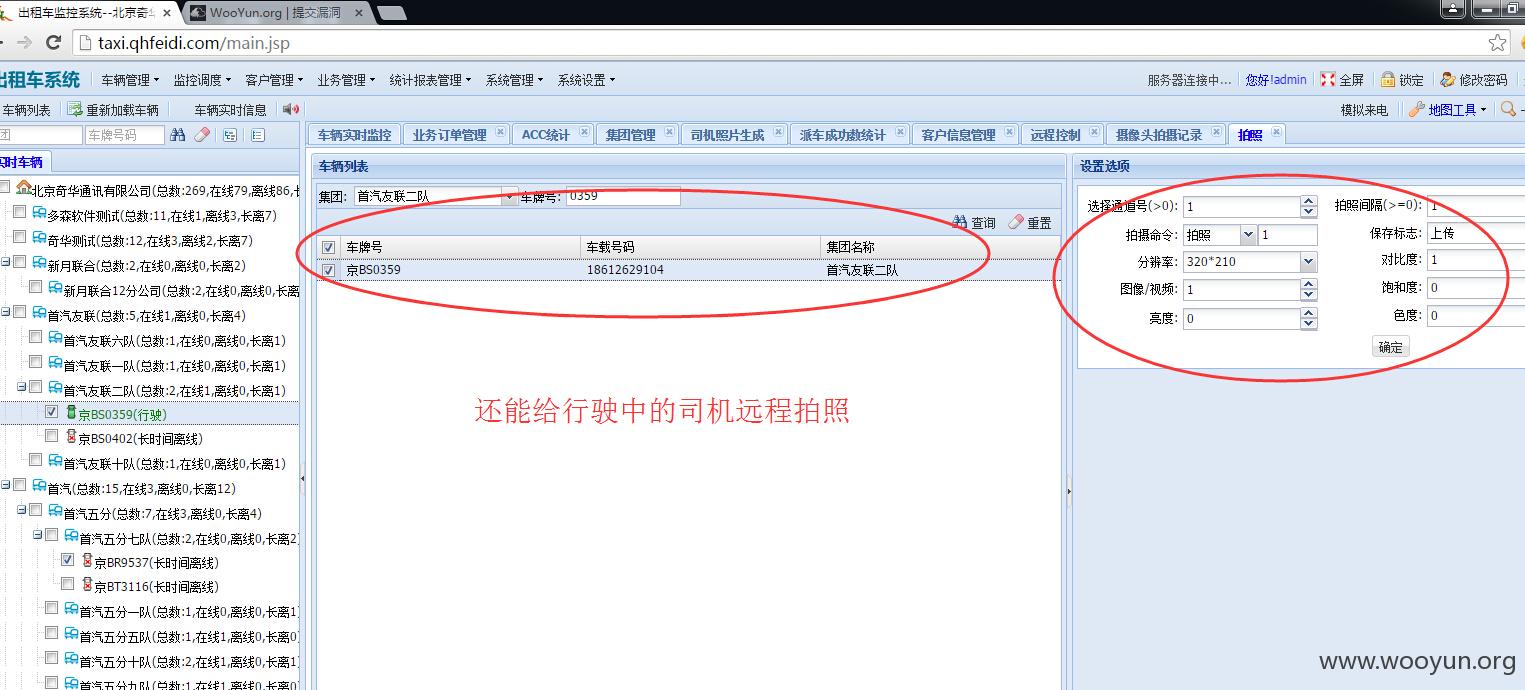 出租车监控系统--北京奇华 × WooYun.org | 提交漏洞 ×
taxi.qhfeidi.com/main.jsp
出租车系统 车辆管理 监控调度 客户管理 业务管理 统计报表管理 系统管理 系统设置 服务器连接中... 您好!admin 全屏 锁定 修改密码
车辆列表 重新加载车辆 车辆实时信息 模拟来电 地图工具
团 车牌号码
实时车辆
车辆实时监控 业务订单管理 ACC统计 集团管理 司机照片生成 派车成功数统计 客户信息管理 远程控制 摄像头拍摄记录 拍照
车辆列表 设置选项
集团: 首汽友联二队 车牌号: 0359
查询 重置
车牌号 车载号码 集团名称
京BS0359 18612629104 首汽友联二队
选择通道号(>0): 1 拍照间隔(>=0): 1
拍摄命令: 拍照 1 保存标志: 上传
分辨率: 320*210 对比度: 1
图像/视频: 1 饱和度: 0
亮度: 0 色度: 0
确定
还能给行驶中的司机远程拍照
北京奇华通讯有限公司(总数:269,在线79,离线86,长
多森软件测试(总数:11,在线1,离线3,长离7)
奇华测试(总数:12,在线3,离线2,长离7)
新月联合(总数:2,在线0,离线0,长离2)
新月联合12分公司(总数:2,在线0,离线0,长离
首汽友联(总数:5,在线1,离线0,长离4)
首汽友联六队(总数:1,在线0,离线0,长离1)
首汽友联一队(总数:1,在线0,离线0,长离1)
首汽友联二队(总数:2,在线1,离线0,长离1)
京BS0359(行驶)
京BS0402(长时间离线)
首汽友联十队(总数:1,在线0,离线0,长离1)
首汽(总数:15,在线3,离线0,长离12)
首汽五分(总数:7,在线3,离线0,长离4)
首汽五分七队(总数:2,在线0,离线0,长离2
京BR9537(长时间离线)
京BT3116(长时间离线)
首汽五分一队(总数:1,在线0,离线0,长离1
首汽五分五队(总数:1,在线1,离线0,长离0
首汽五分十队(总数:2,在线1,离线0,长离1
首汽五分九队(总数:1,在线1,离线0,长离0
www.wooyun.org